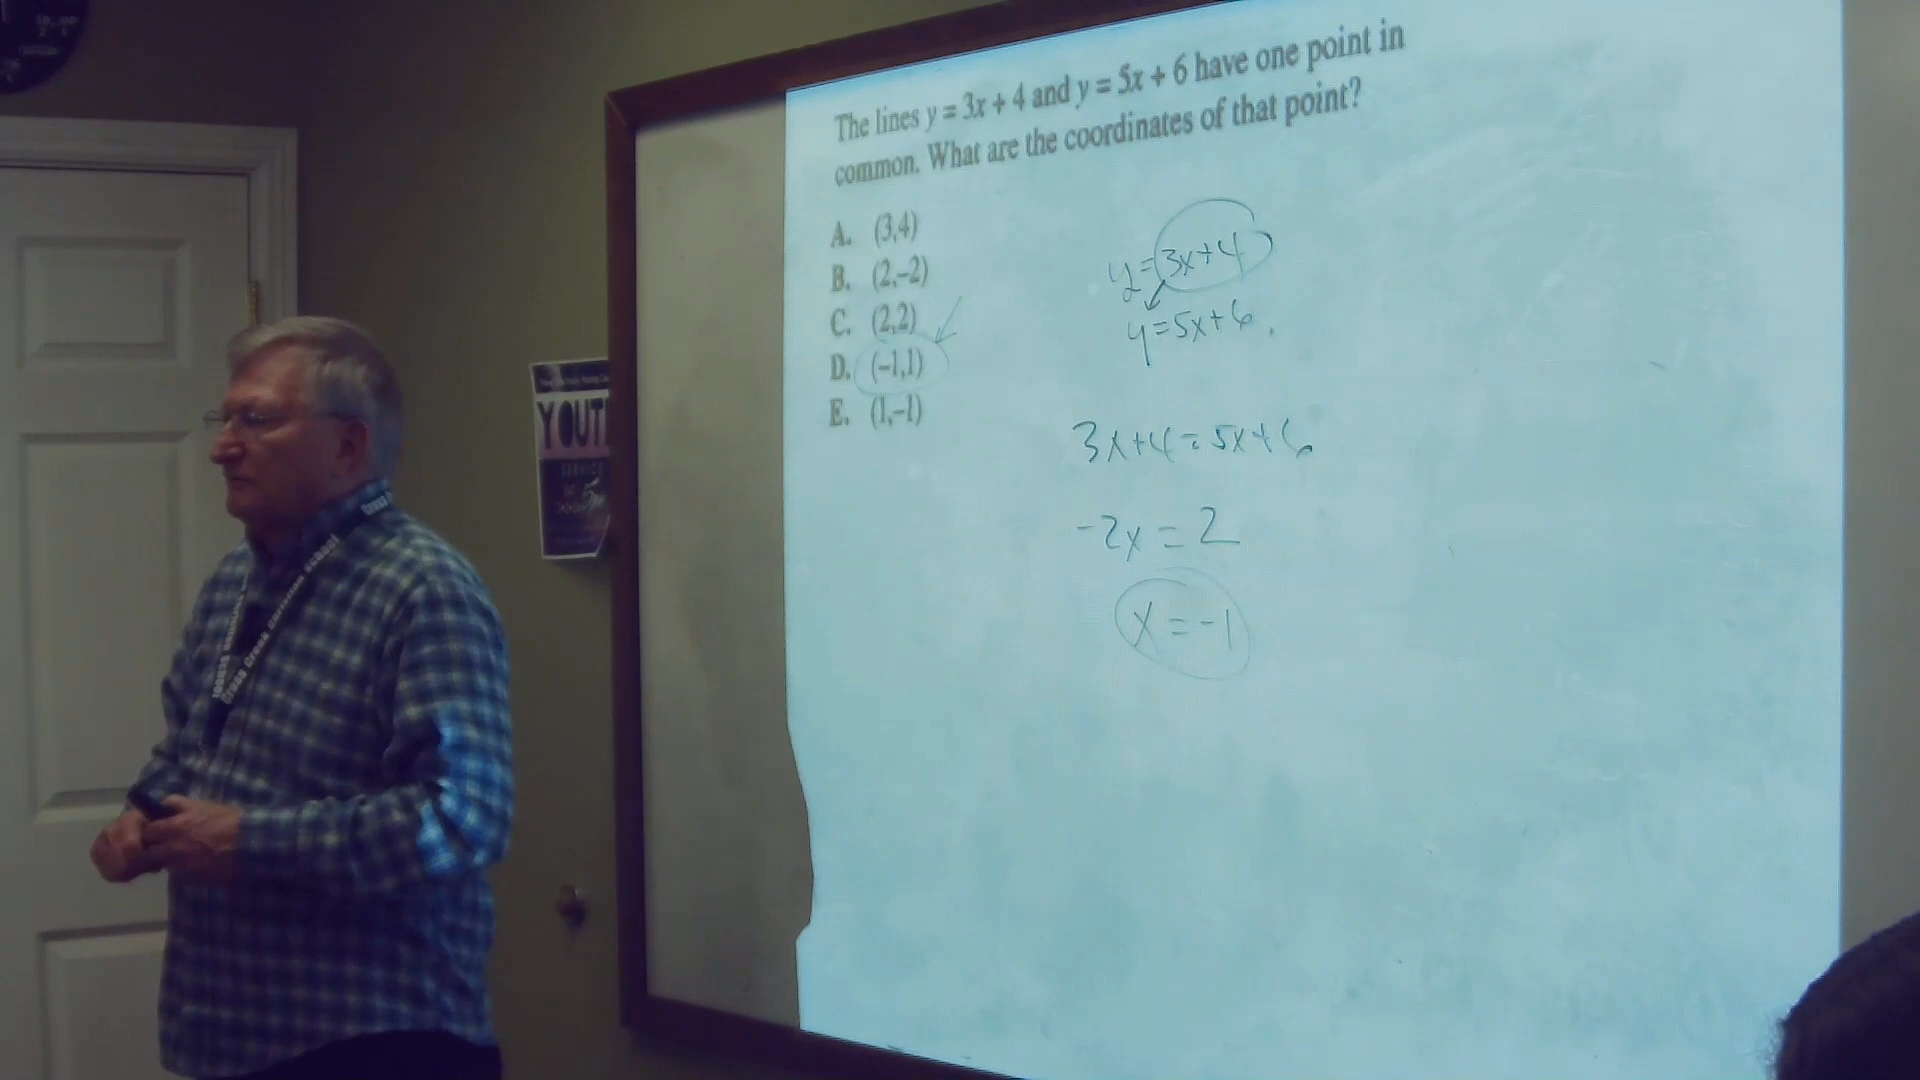 The lines y = 3x + 4 and y = 5x + 6 have one point in
common. What are the coordinates of that point?
A. (3,4)
B. (2,–2)
C. (2,2)
D. (–1,1)
E. (1,–1)
y=3x+4
y=5x+6
3x+4=5x+6
-2x=2
x=-1
YOUT
SERVICE